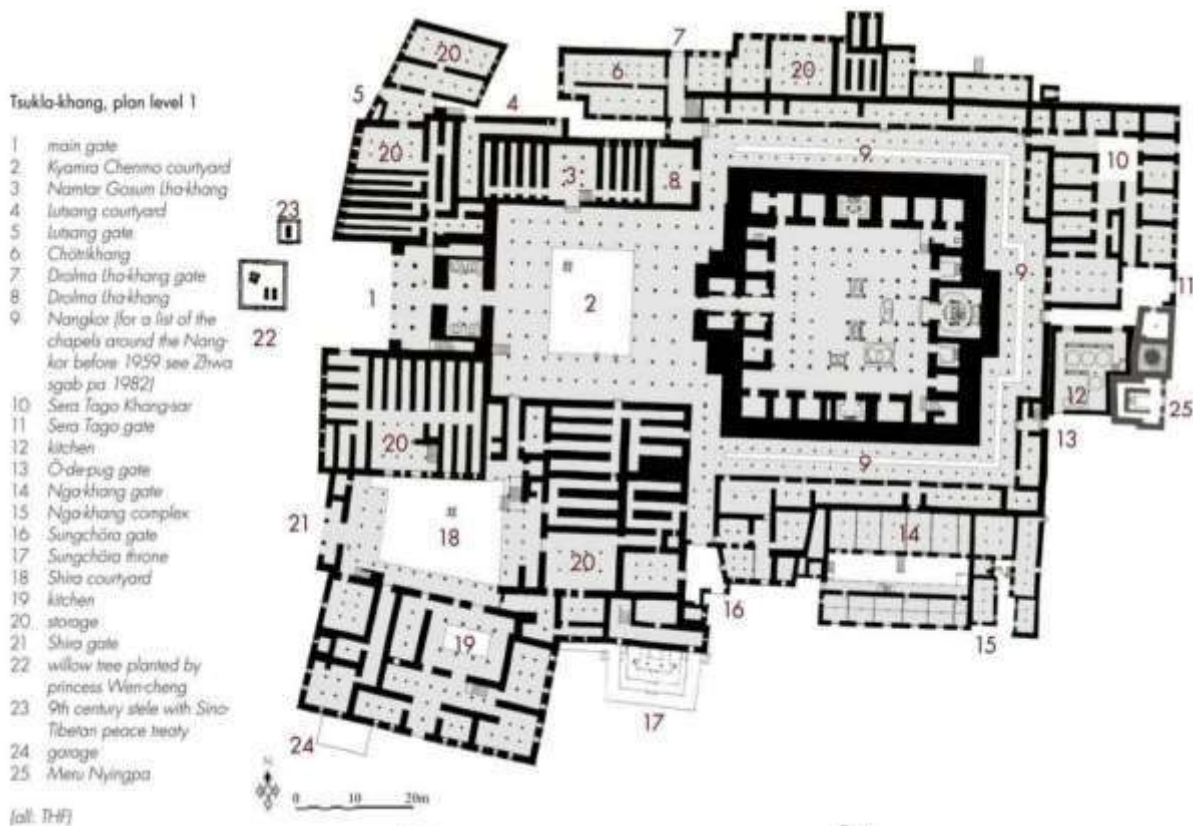 Tsukla-khang, plan level 1
1 main gate
2 Kyamra Chenmo courtyard
3 Namtar Gosum Lha-khang
4 Lutsang courtyard
5 Lutsang gate
6 Chötrikhang
7 Drolma Lha-khang gate
8 Drolma Lha-khang
9 Nangkor (for a list of the
chapels around the Nang-
kor before 1959 see Zhwa
sgab pa 1982)
10 Sera Tago Khang-sar
11 Sera Tago gate
12 kitchen
13 Ö-de-pug gate
14 Nga-khang gate
15 Nga-khang complex
16 Sungchöra gate
17 Sungchöra throne
18 Shira courtyard
19 kitchen
20 storage
21 Shira gate
22 willow tree planted by
princess Wen-cheng
23 9th century stele with Sino-
Tibetan peace treaty
24 garage
25 Meru Nyingpa
(all: THF)
20
7
6
20
5
4
20
3
8
9
10
23
9
11
1
2
22
12
25
13
20
9
21
18
14
20
16
19
15
17
24
N
0 10 20m